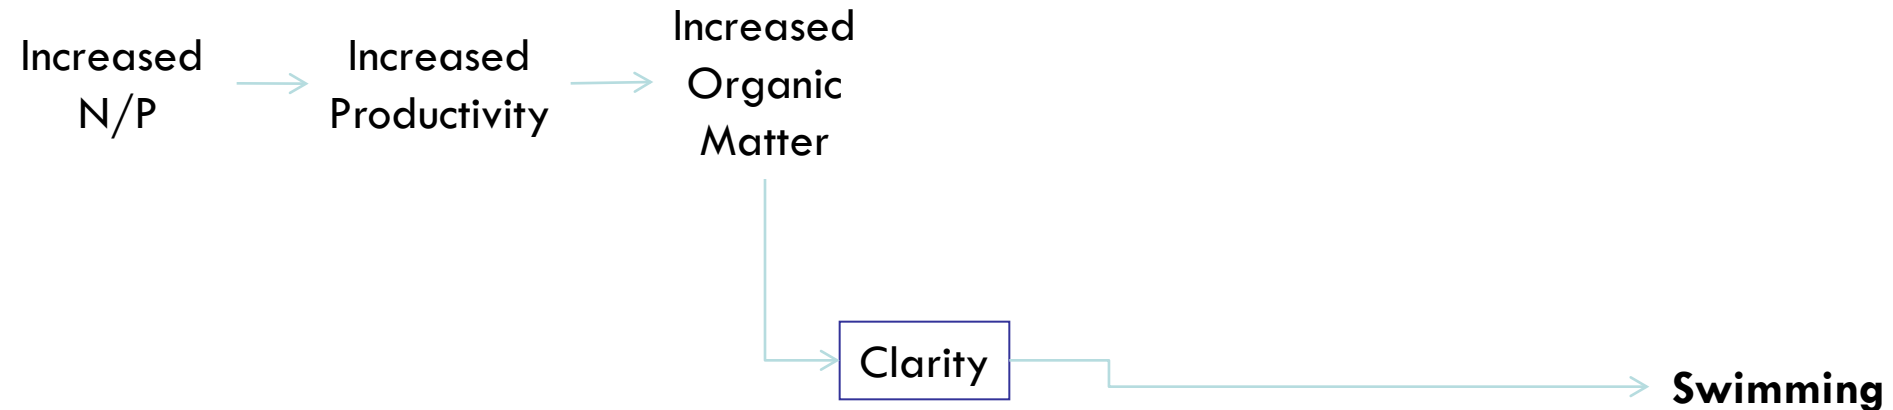 Increased
N/P
Increased
Productivity
Increased
Organic
Matter
Clarity
Swimming